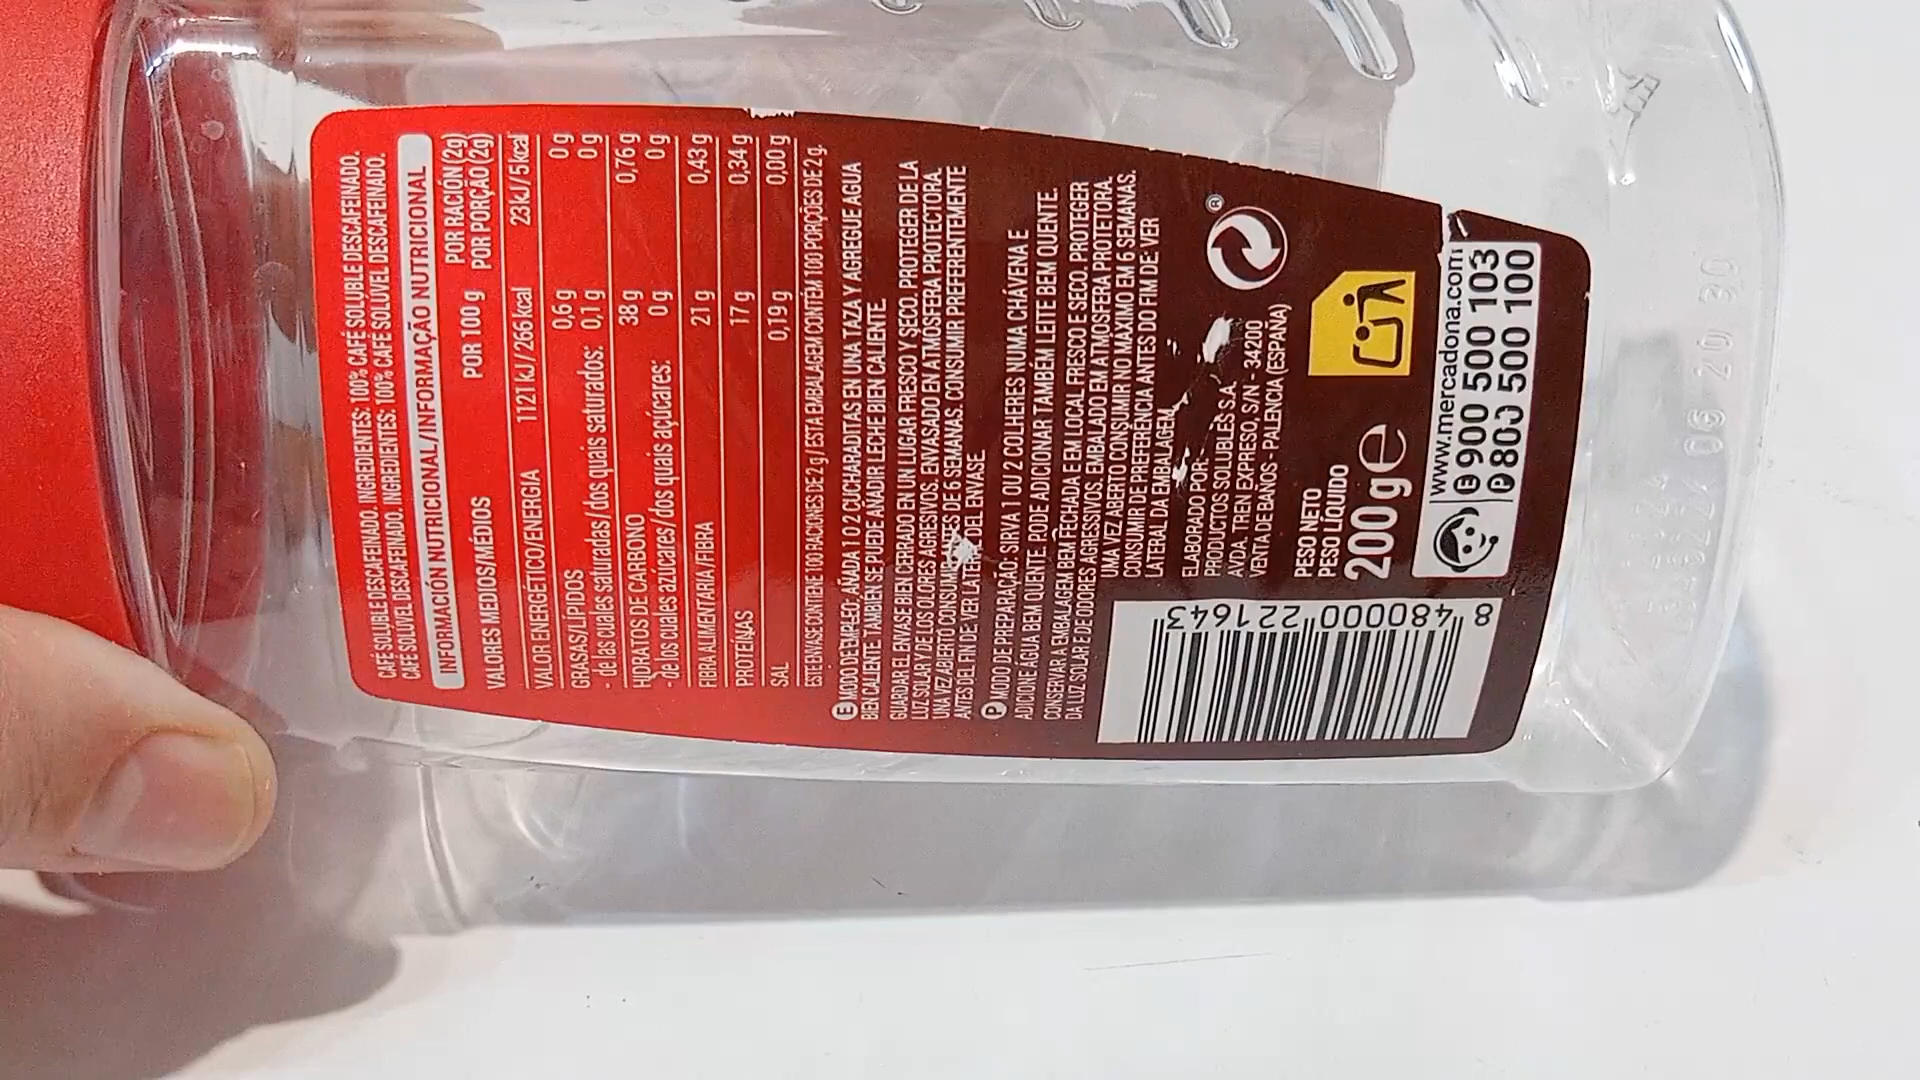 CAFÉ SOLUBLE DESCAFEINADO. INGREDIENTES: 100% CAFÉ SOLUBLE DESCAFEINADO.
CAFÉ SOLÚVEL DESCAFEINADO. INGREDIENTES: 100% CAFÉ SOLÚVEL DESCAFEINADO.
INFORMACIÓN NUTRICIONAL/INFORMAÇÃO NUTRICIONAL
VALORES MEDIOS/MÉDIOS POR 100 g POR RACIÓN (2g)
POR PORÇÃO (2g)
VALOR ENERGÉTICO/ENERGIA 1121 kJ/266 kcal 23kJ/5kcal
GRASAS/LÍPIDOS 0,6 g 0 g
- de las cuales saturadas/dos quais saturados: 0,1 g 0 g
HIDRATOS DE CARBONO 38 g 0,76 g
- de los cuales azúcares/dos quais açúcares: 0 g 0 g
FIBRA ALIMENTARIA/FIBRA 21 g 0,43 g
PROTEÍNAS 17 g 0,34 g
SAL 0,19 g 0,00 g
ESTE ENVASE CONTIENE 100 RACIONES DE 2 g / ESTA EMBALAGEM CONTÉM 100 PORÇÕES DE 2 g.
E MODO DE EMPLEO: AÑADA 1 O 2 CUCHARADITAS EN UNA TAZA Y AGREGUE AGUA
BIEN CALIENTE. TAMBIÉN SE PUEDE AÑADIR LECHE BIEN CALIENTE.
GUARDAR EL ENVASE BIEN CERRADO EN UN LUGAR FRESCO Y SECO. PROTEGER DE LA
LUZ SOLAR Y DE LOS OLORES AGRESIVOS. ENVASADO EN ATMÓSFERA PROTECTORA.
UNA VEZ ABIERTO CONSUMIR ANTES DE 6 SEMANAS. CONSUMIR PREFERENTEMENTE
ANTES DEL FIN DE: VER LATERAL DEL ENVASE
P MODO DE PREPARAÇÃO: SIRVA 1 OU 2 COLHERES NUMA CHÁVENA E
ADICIONE ÁGUA BEM QUENTE. PODE ADICIONAR TAMBÉM LEITE BEM QUENTE.
CONSERVAR A EMBALAGEM BEM FECHADA E EM LOCAL FRESCO E SECO. PROTEGER
DA LUZ SOLAR E DE ODORES AGRESSIVOS. EMBALADO EM ATMOSFERA PROTETORA.
UMA VEZ ABERTO CONSUMIR NO MÁXIMO EM 6 SEMANAS.
CONSUMIR DE PREFERÊNCIA ANTES DO FIM DE: VER
LATERAL DA EMBALAGEM
ELABORADO POR:
PRODUCTOS SOLUBLES S.A.
AVDA. TREN EXPRESO, S/N - 34200
VENTA DE BAÑOS - PALENCIA (ESPAÑA)
®
PESO NETO
PESO LÍQUIDO
200 g e
8 480000 221643
www.mercadona.com
E 900 500 103
P 800 500 100
06 20 30